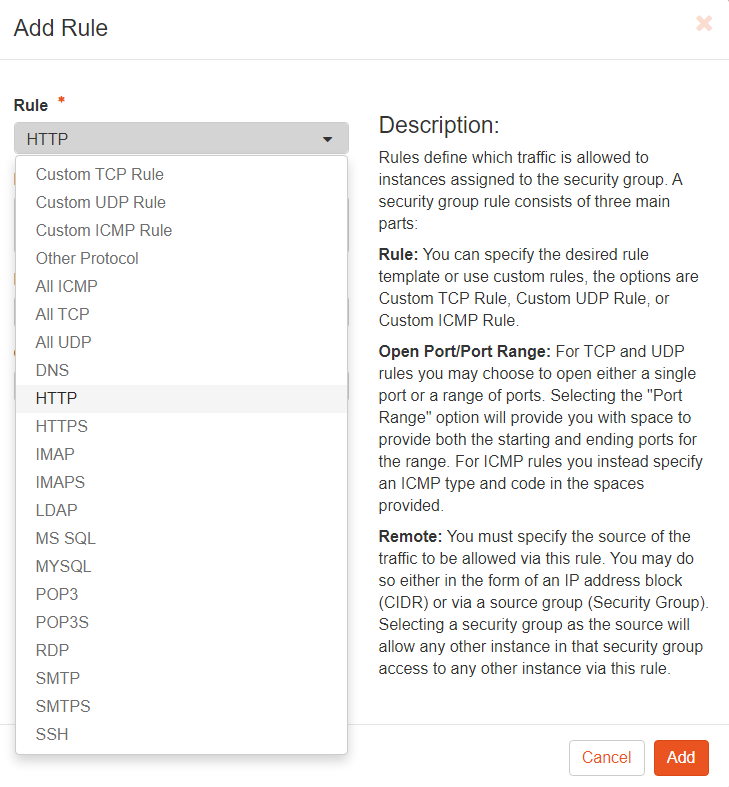 Add Rule
×
Rule *
HTTP
Custom TCP Rule
Custom UDP Rule
Custom ICMP Rule
Other Protocol
All ICMP
All TCP
All UDP
DNS
HTTP
HTTPS
IMAP
IMAPS
LDAP
MS SQL
MYSQL
POP3
POP3S
RDP
SMTP
SMTPS
SSH
Description:
Rules define which traffic is allowed to
instances assigned to the security group. A
security group rule consists of three main
parts:
Rule: You can specify the desired rule
template or use custom rules, the options are
Custom TCP Rule, Custom UDP Rule, or
Custom ICMP Rule.
Open Port/Port Range: For TCP and UDP
rules you may choose to open either a single
port or a range of ports. Selecting the "Port
Range" option will provide you with space to
provide both the starting and ending ports for
the range. For ICMP rules you instead specify
an ICMP type and code in the spaces
provided.
Remote: You must specify the source of the
traffic to be allowed via this rule. You may do
so either in the form of an IP address block
(CIDR) or via a source group (Security Group).
Selecting a security group as the source will
allow any other instance in that security group
access to any other instance via this rule.
Cancel
Add